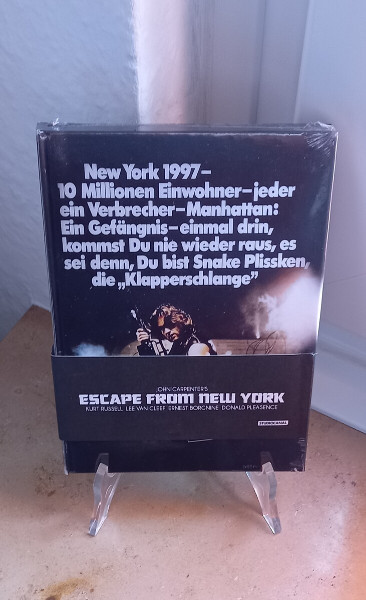 New York 1997–
10 Millionen Einwohner–jeder
ein Verbrecher–Manhattan:
Ein Gefängnis–einmal drin,
kommst Du nie wieder raus, es
sei denn, Du bist Snake Plissken,
die „Klapperschlange"
JOHN CARPENTER'S
ESCAPE FROM NEW YORK
KURT RUSSELL LEE VAN CLEEF ERNEST BORGNINE DONALD PLEASENCE
STUDIOCANAL